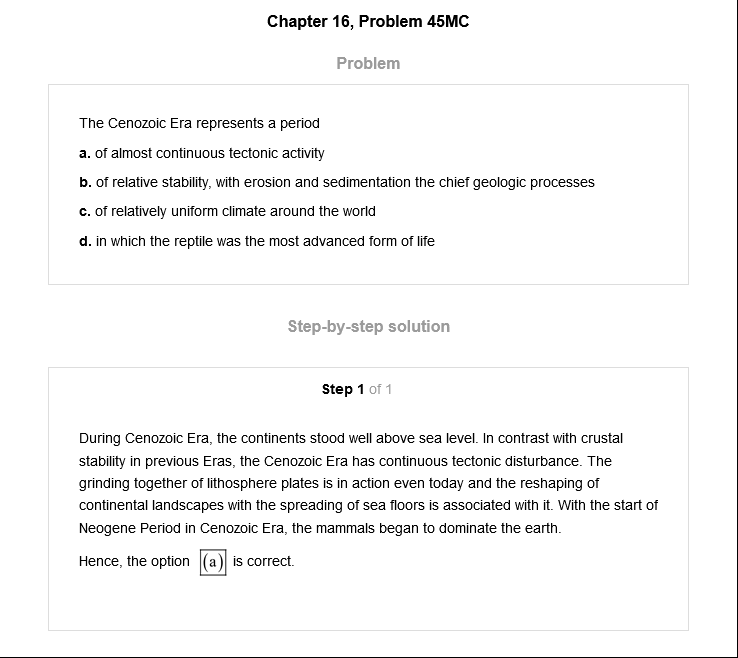 Chapter 16, Problem 45MC
Problem
The Cenozoic Era represents a period
a. of almost continuous tectonic activity
b. of relative stability, with erosion and sedimentation the chief geologic processes
c. of relatively uniform climate around the world
d. in which the reptile was the most advanced form of life
Step-by-step solution
Step 1 of 1
During Cenozoic Era, the continents stood well above sea level. In contrast with crustal
stability in previous Eras, the Cenozoic Era has continuous tectonic disturbance. The
grinding together of lithosphere plates is in action even today and the reshaping of
continental landscapes with the spreading of sea floors is associated with it. With the start of
Neogene Period in Cenozoic Era, the mammals began to dominate the earth.
Hence, the option (a) is correct.